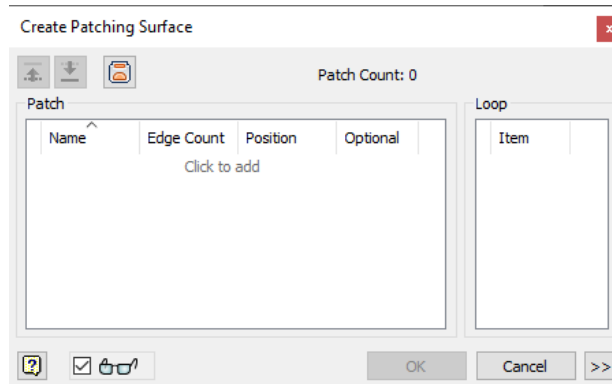 Create Patching Surface
x
Patch Count: 0
Patch
Loop
Name Edge Count Position Optional
Item
Click to add
?
OK Cancel >>